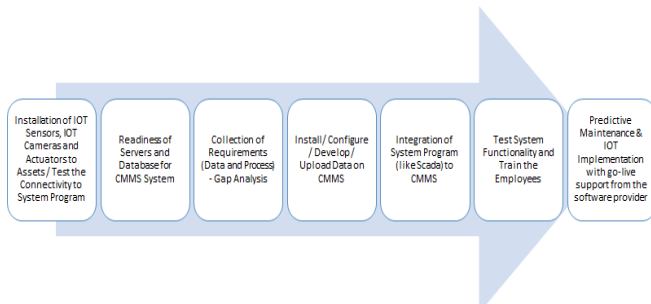 Installation of IOT
Sensors, IOT
Cameras and
Actuators to
Assets / Test the
Connectivity to
System Program
Readiness of
Servers and
Database for
CMMS System
Collection of
Requirements
(Data and Process)
- Gap Analysis
Install / Configure
/ Develop /
Upload Data on
CMMS
Integration of
System Program
(like Scada) to
CMMS
Test System
Functionality and
Train the
Employees
Predictive
Maintenance &
IOT
Implementation
with go-live
support from the
software provider